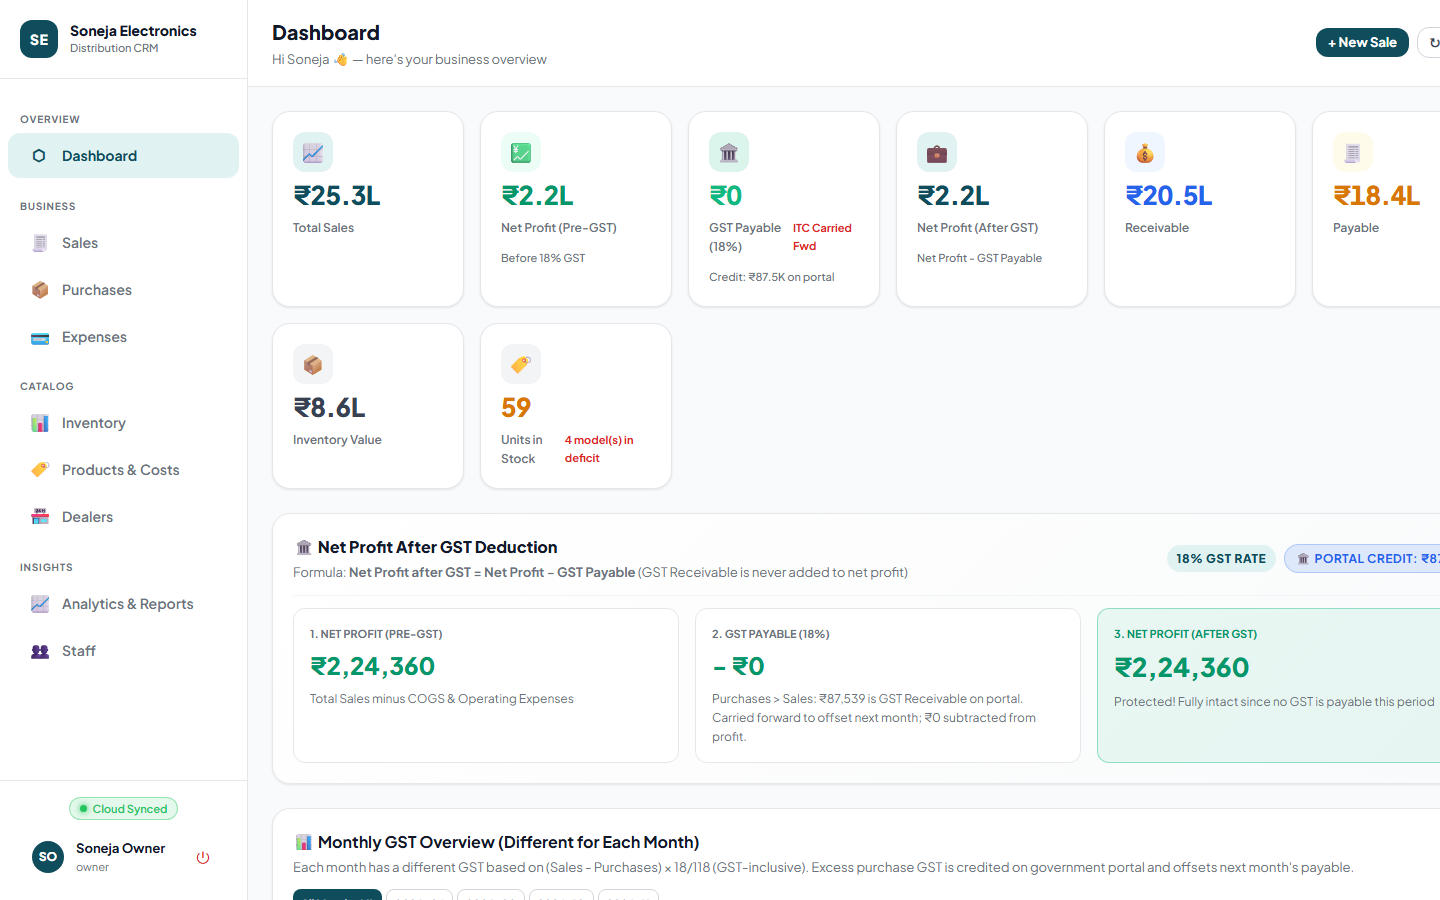 SE
Soneja Electronics
Distribution CRM
OVERVIEW
Dashboard
BUSINESS
Sales
Purchases
Expenses
CATALOG
Inventory
Products & Costs
Dealers
INSIGHTS
Analytics & Reports
Staff
Cloud Synced
SO
Soneja Owner
owner
Dashboard
Hi Soneja 👋 — here's your business overview
+ New Sale
₹25.3L
Total Sales
₹2.2L
Net Profit (Pre-GST)
Before 18% GST
₹0
GST Payable (18%)
ITC Carried Fwd
Credit: ₹87.5K on portal
₹2.2L
Net Profit (After GST)
Net Profit - GST Payable
₹20.5L
Receivable
₹18.4L
Payable
₹8.6L
Inventory Value
59
Units in Stock
4 model(s) in deficit
Net Profit After GST Deduction
Formula: Net Profit after GST = Net Profit − GST Payable (GST Receivable is never added to net profit)
18% GST RATE
PORTAL CREDIT: ₹87
1. NET PROFIT (PRE-GST)
₹2,24,360
Total Sales minus COGS & Operating Expenses
2. GST PAYABLE (18%)
− ₹0
Purchases > Sales: ₹87,539 is GST Receivable on portal.
Carried forward to offset next month; ₹0 subtracted from
profit.
3. NET PROFIT (AFTER GST)
₹2,24,360
Protected! Fully intact since no GST is payable this period
Monthly GST Overview (Different for Each Month)
Each month has a different GST based on (Sales - Purchases) × 18/118 (GST-inclusive). Excess purchase GST is credited on government portal and offsets next month's payable.